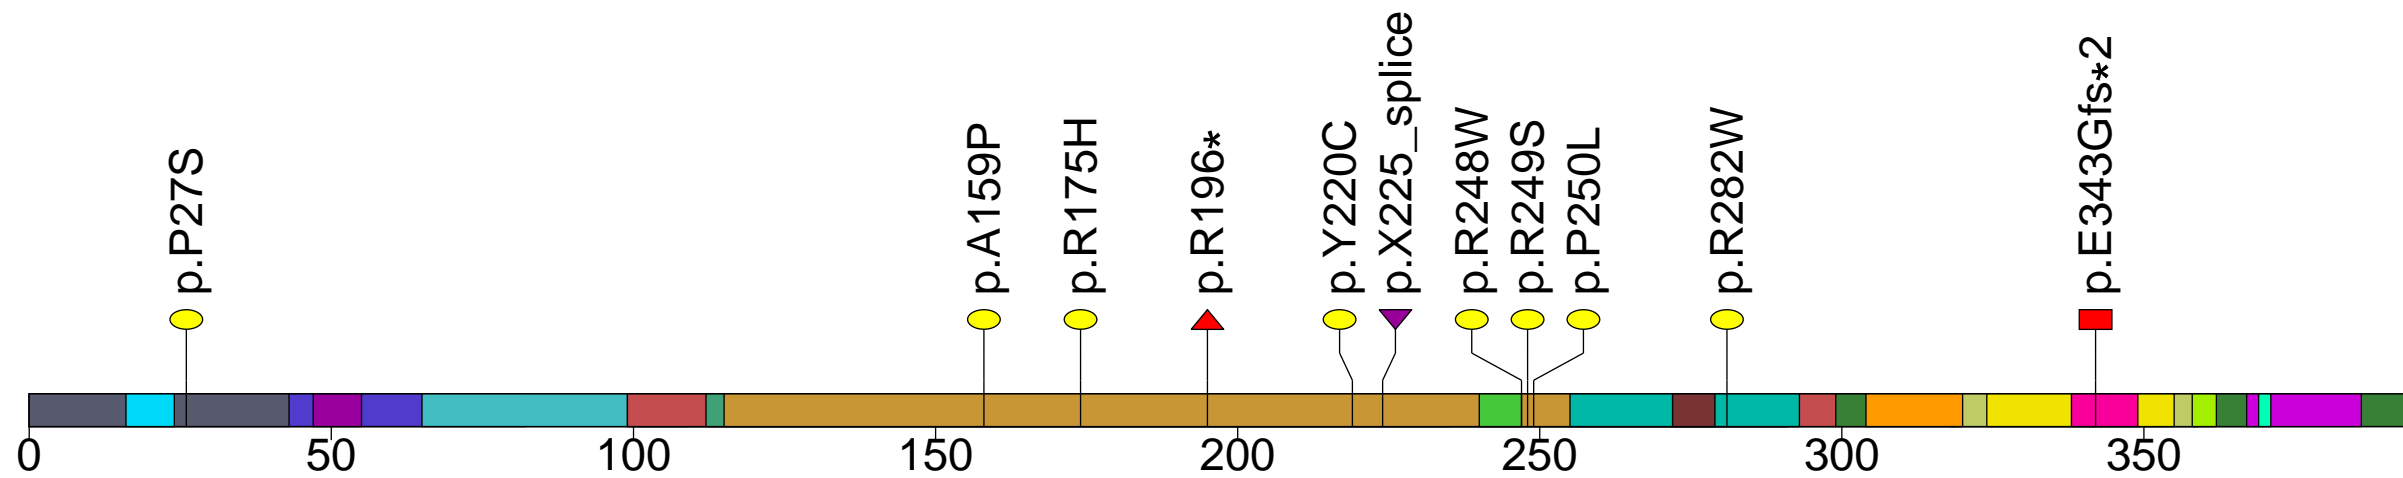 p.P27S
p.A159P
p.R175H
p.R196*
p.Y220C
p.X225_splice
p.R248W
p.R249S
p.P250L
p.R282W
p.E343Gfs*2
0 50 100 150 200 250 300 350